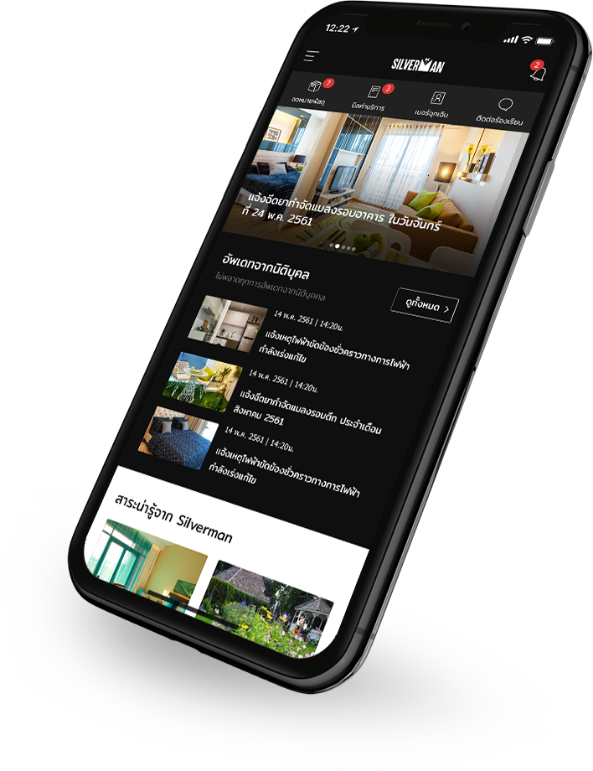 12:22
SILVERMAN
2
7
3
จดหมายพัสดุ
บิลค่าบริการ
เบอร์ฉุกเฉิน
ติดต่อร้องเรียน
แจ้งฉีดยากำจัดแมลงรอบอาคาร ในวันจันทร์
ที่ 24 พ.ค. 2561
อัพเดทจากนิติบุคล
ไม่พลาดทุกการอัพเดทจากนิติบุคคล
ดูทั้งหมด
14 พ.ค. 2561 | 14:20น.
แจ้งเหตุไฟฟ้าขัดข้องชั่วคราวทางการไฟฟ้า
กำลังเร่งแก้ไข
14 พ.ค. 2561 | 14:20น.
แจ้งฉีดยากำจัดแมลงรอบตึก ประจำเดือน
สิงหาคม 2561
14 พ.ค. 2561 | 14:20น.
แจ้งเหตุไฟฟ้าขัดข้องชั่วคราวทางการไฟฟ้า
กำลังเร่งแก้ไข
สาระน่ารู้จาก Silverman